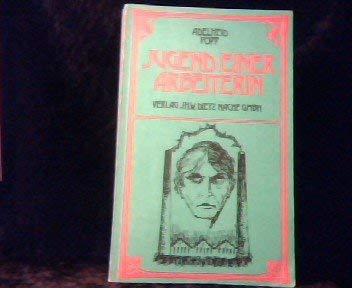 ADELHEID
POPP
JUGEND EINER
ARBEITERIN
VERLAG J.H.W. DIETZ NACHF. GMBH